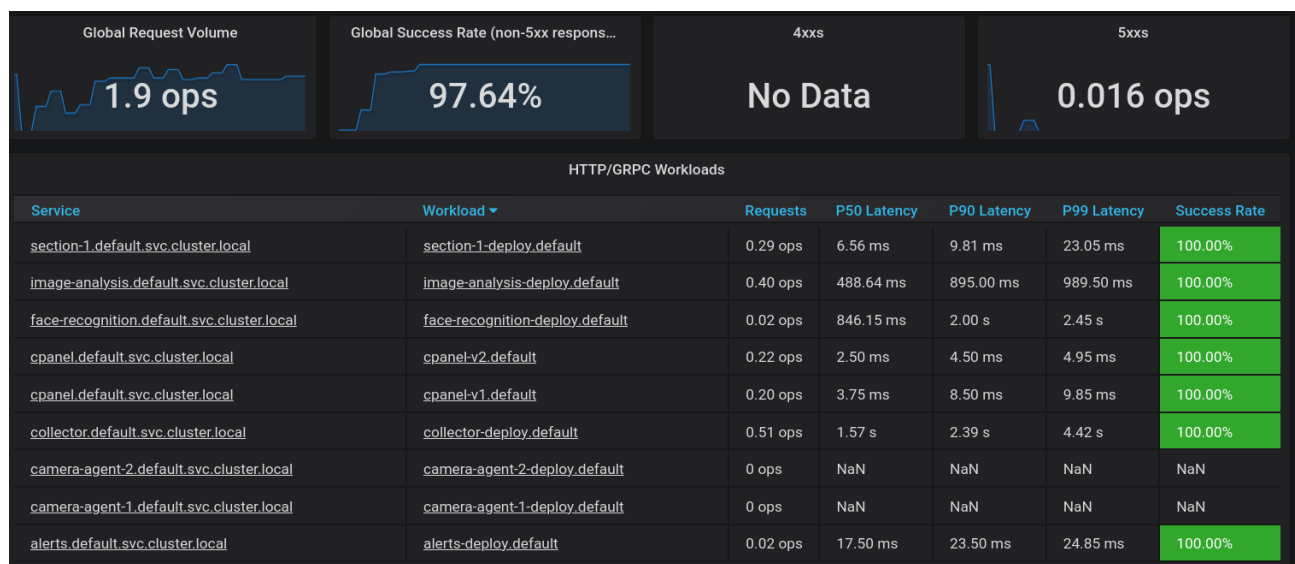 Global Request Volume
1.9 ops
Global Success Rate (non-5xx respons...
97.64%
4xxs
No Data
5xxs
0.016 ops
HTTP/GRPC Workloads
Service Workload Requests P50 Latency P90 Latency P99 Latency Success Rate
section-1.default.svc.cluster.local section-1-deploy.default 0.29 ops 6.56 ms 9.81 ms 23.05 ms 100.00%
image-analysis.default.svc.cluster.local image-analysis-deploy.default 0.40 ops 488.64 ms 895.00 ms 989.50 ms 100.00%
face-recognition.default.svc.cluster.local face-recognition-deploy.default 0.02 ops 846.15 ms 2.00 s 2.45 s 100.00%
cpanel.default.svc.cluster.local cpanel-v2.default 0.22 ops 2.50 ms 4.50 ms 4.95 ms 100.00%
cpanel.default.svc.cluster.local cpanel-v1.default 0.20 ops 3.75 ms 8.50 ms 9.85 ms 100.00%
collector.default.svc.cluster.local collector-deploy.default 0.51 ops 1.57 s 2.39 s 4.42 s 100.00%
camera-agent-2.default.svc.cluster.local camera-agent-2-deploy.default 0 ops NaN NaN NaN NaN
camera-agent-1.default.svc.cluster.local camera-agent-1-deploy.default 0 ops NaN NaN NaN NaN
alerts.default.svc.cluster.local alerts-deploy.default 0.02 ops 17.50 ms 23.50 ms 24.85 ms 100.00%